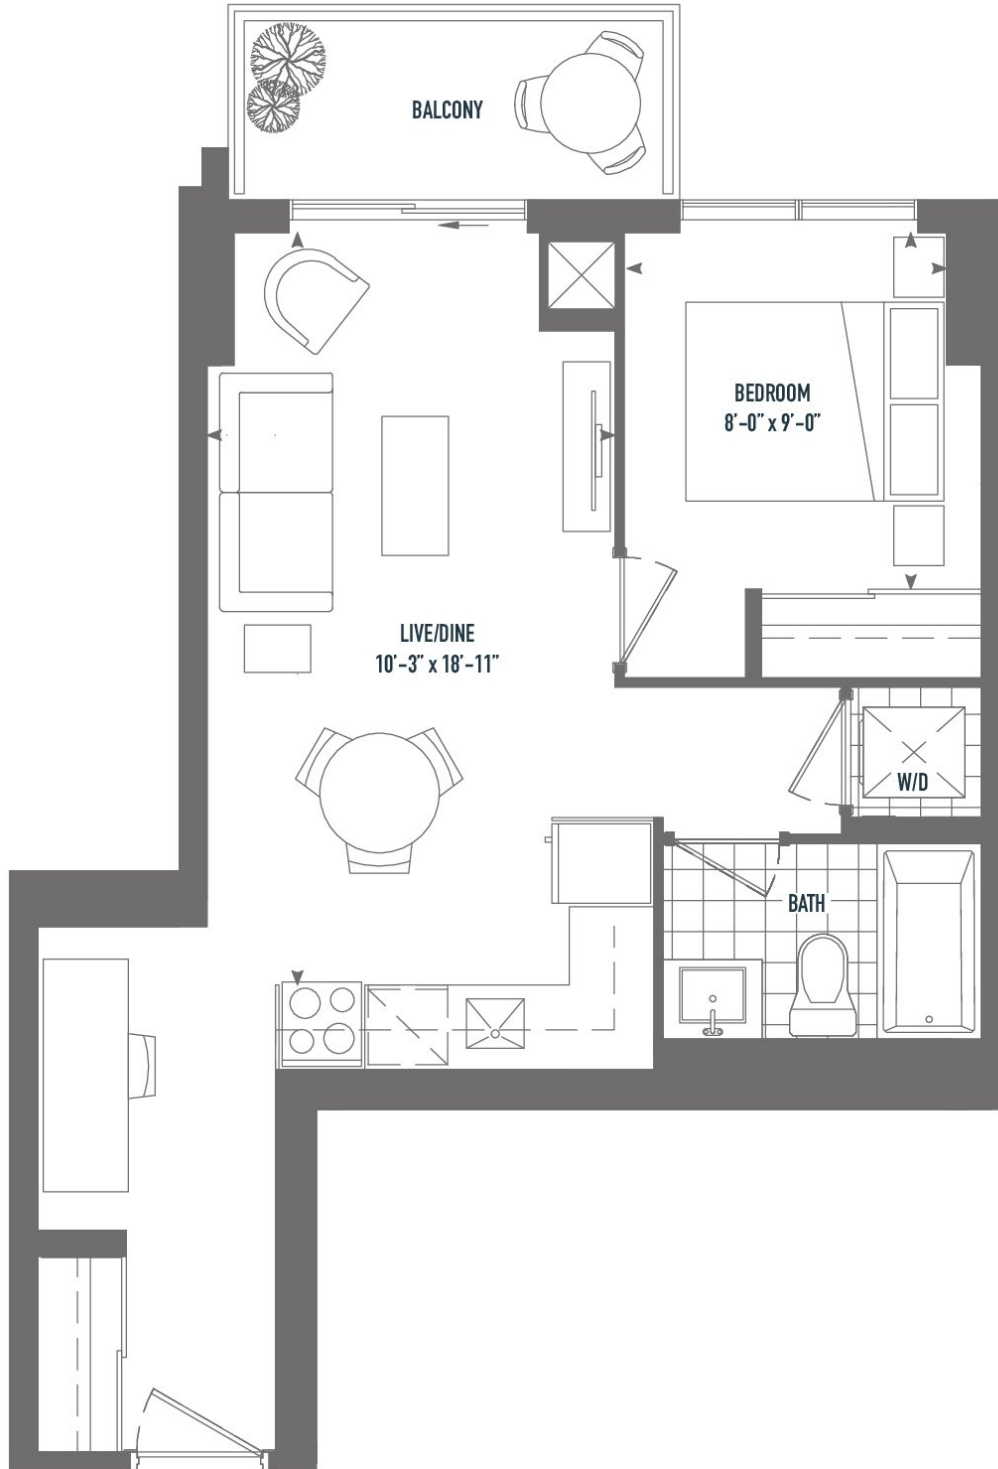 BALCONY
BEDROOM
8'-0" x 9'-0"
LIVE/DINE
10'-3" x 18'-11"
W/D
BATH